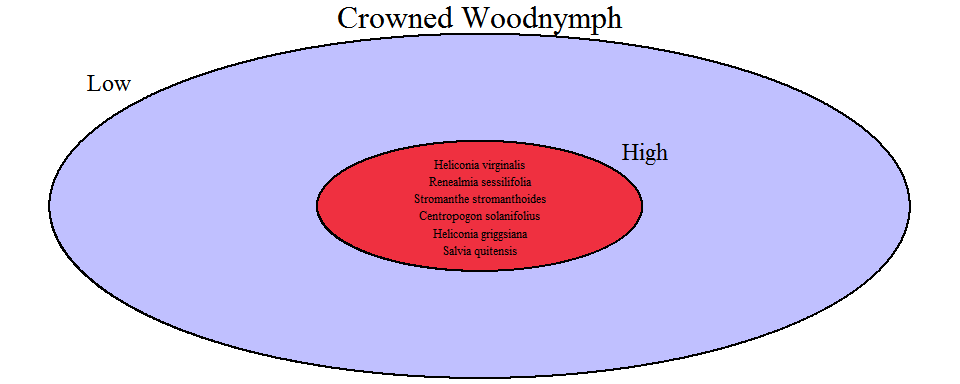 Crowned Woodnymph
Low
High
Heliconia virginalis
Renealmia sessilifolia
Stromanthe stromanthoides
Centropogon solanifolius
Heliconia griggsiana
Salvia quitensis